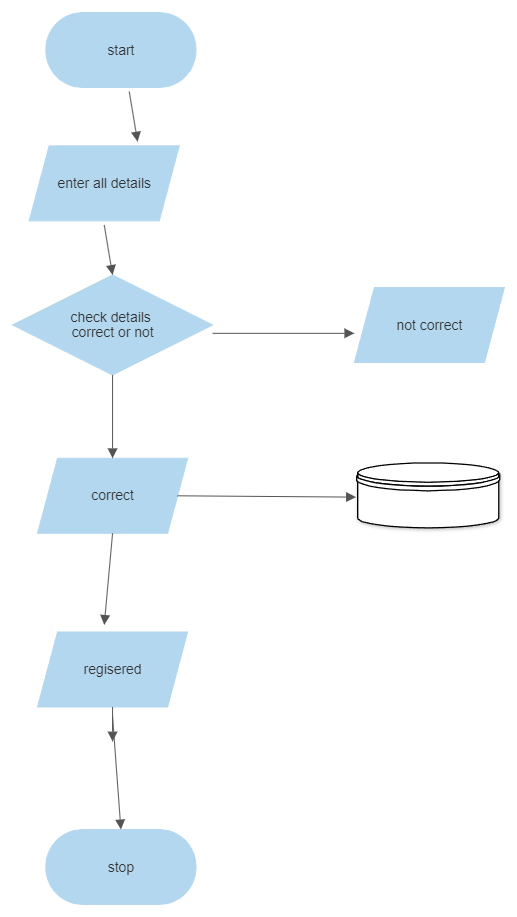 start
enter all details
check details
correct or not
not correct
correct
regisered
stop